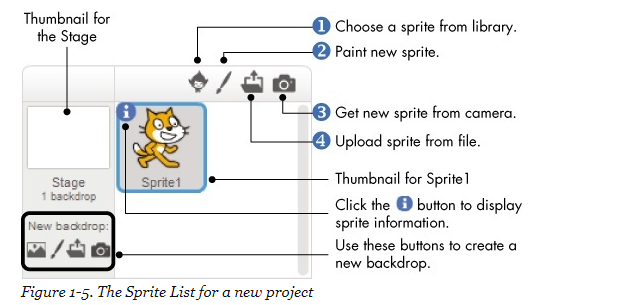 Thumbnail for
the Stage
1 Choose a sprite from library.
2 Paint new sprite.
3 Get new sprite from camera.
4 Upload sprite from file.
i
Sprite1
Thumbnail for Sprite1
Stage
1 backdrop
Click the i button to display
sprite information.
New backdrop:
Use these buttons to create a
new backdrop.
Figure 1-5. The Sprite List for a new project